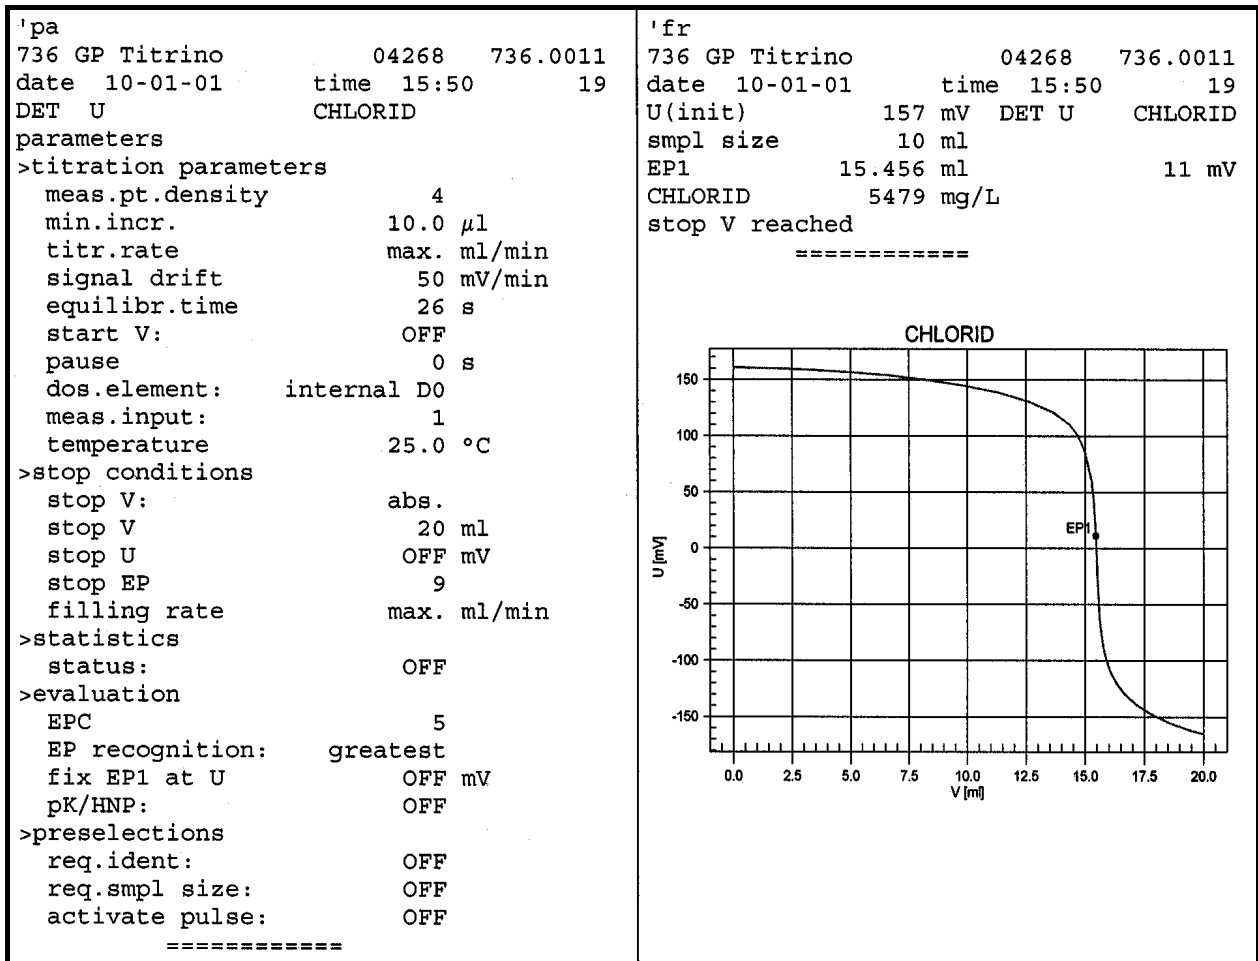 'pa
736 GP Titrino 04268 736.0011
date 10-01-01 time 15:50 19
DET U CHLORID
parameters
>titration parameters
meas.pt.density 4
min.incr. 10.0 µl
titr.rate max. ml/min
signal drift 50 mV/min
equilibr.time 26 s
start V: OFF
pause 0 s
dos.element: internal D0
meas.input: 1
temperature 25.0 °C
>stop conditions
stop V: abs.
stop V 20 ml
stop U OFF mV
stop EP 9
filling rate max. ml/min
>statistics
status: OFF
>evaluation
EPC 5
EP recognition: greatest
fix EP1 at U OFF mV
pK/HNP: OFF
>preselections
req.ident: OFF
req.smpl size: OFF
activate pulse: OFF
============
'fr
736 GP Titrino 04268 736.0011
date 10-01-01 time 15:50 19
U(init) 157 mV DET U CHLORID
smpl size 10 ml
EP1 15.456 ml 11 mV
CHLORID 5479 mg/L
stop V reached
============
CHLORID
150
100
50
EP1
0
U [mV]
-50
-100
-150
0.0 2.5 5.0 7.5 10.0 12.5 15.0 17.5 20.0
V [ml]